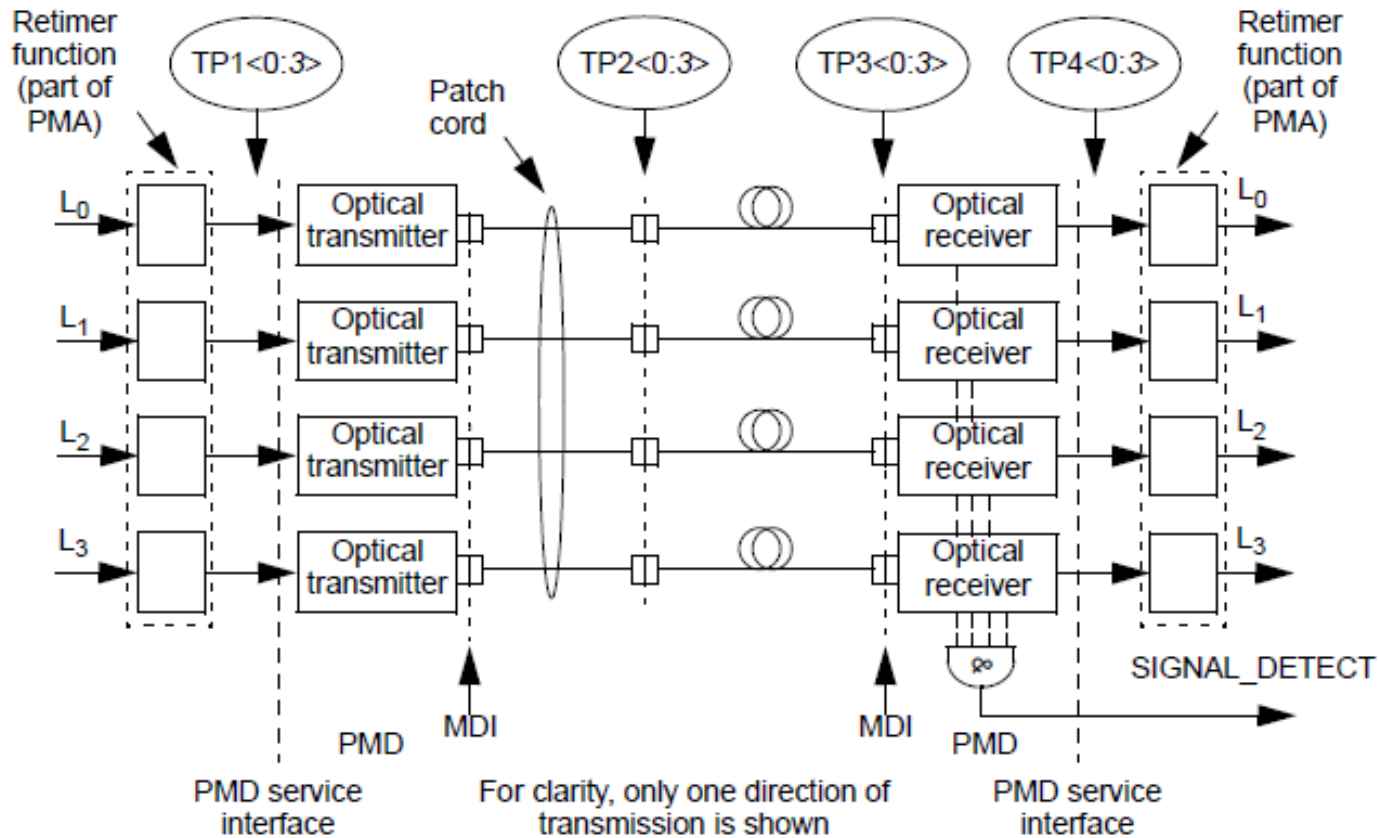 Retimer
function
(part of
PMA)
TP1<0:3>
Patch
cord
TP2<0:3>
TP3<0:3>
TP4<0:3>
Retimer
function
(part of
PMA)
L0
Optical
transmitter
Optical
receiver
L0
L1
Optical
transmitter
Optical
receiver
L1
L2
Optical
transmitter
Optical
receiver
L2
L3
Optical
transmitter
Optical
receiver
L3
&
SIGNAL_DETECT
PMD
MDI
MDI
PMD
PMD service
interface
For clarity, only one direction of
transmission is shown
PMD service
interface